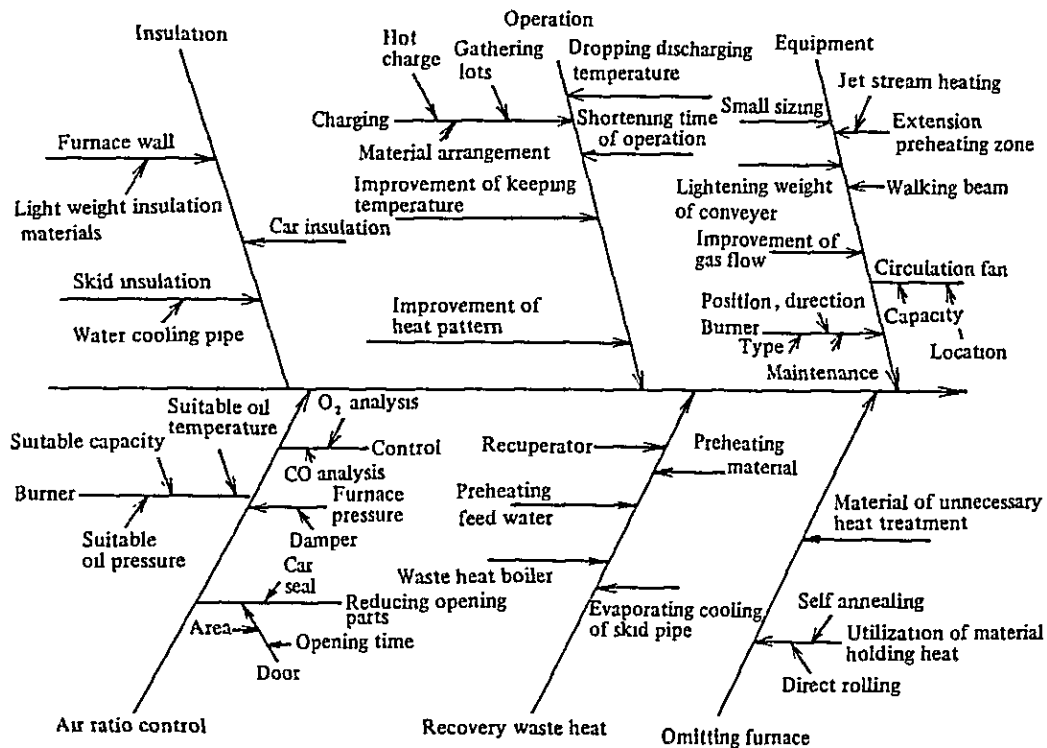 Operation
Insulation
Hot
charge
Gathering
lots
Dropping discharging
temperature
Equipment
Jet stream heating
Small sizing
Charging
Material arrangement
Shortening time
of operation
Extension
preheating zone
Furnace wall
Light weight insulation
materials
Improvement of keeping
temperature
Lightening weight
of conveyer
Walking beam
Car insulation
Improvement of
gas flow
Skid insulation
Water cooling pipe
Circulation fan
Capacity
Location
Improvement of
heat pattern
Position, direction
Burner
Type
Maintenance
O₂ analysis
Suitable oil
temperature
Suitable capacity
Control
CO analysis
Burner
Suitable
oil pressure
Furnace
pressure
Damper
Car
seal
Reducing opening
parts
Area
Opening time
Door
Air ratio control
Recuperator
Preheating
material
Preheating
feed water
Waste heat boiler
Evaporating cooling
of skid pipe
Recovery waste heat
Material of unnecessary
heat treatment
Self annealing
Utilization of material
holding heat
Direct rolling
Omitting furnace